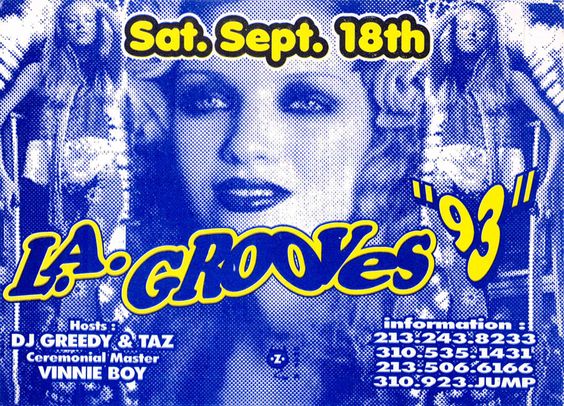 Sat. Sept. 18th
L.A. GROOVes "93"
Hosts :
DJ GREEDY & TAZ
Ceremonial Master
VINNIE BOY
information :
213.243.8233
310.535.1431
213.506.6166
310.923.JUMP